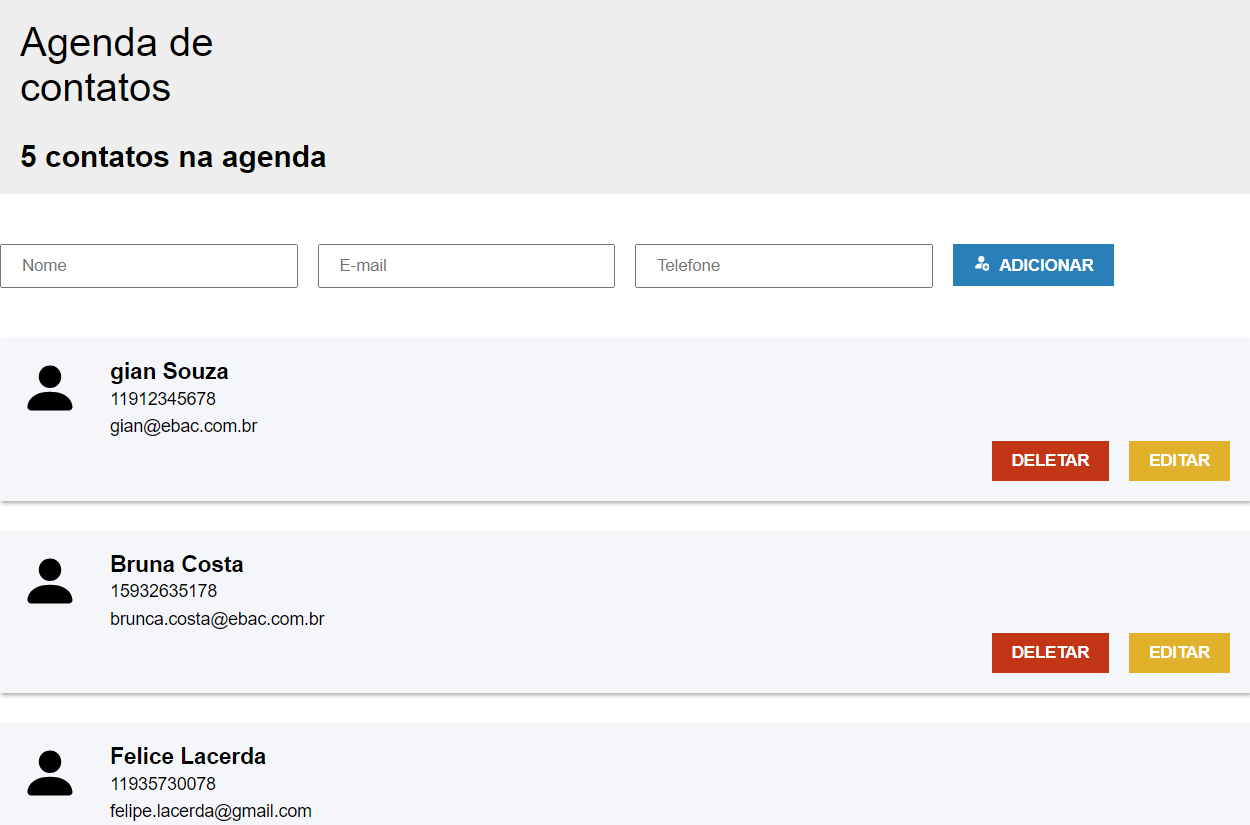 Agenda de
contatos
5 contatos na agenda
Nome
E-mail
Telefone
ADICIONAR
gian Souza
11912345678
gian@ebac.com.br
DELETAR
EDITAR
Bruna Costa
15932635178
brunca.costa@ebac.com.br
DELETAR
EDITAR
Felice Lacerda
11935730078
felipe.lacerda@gmail.com